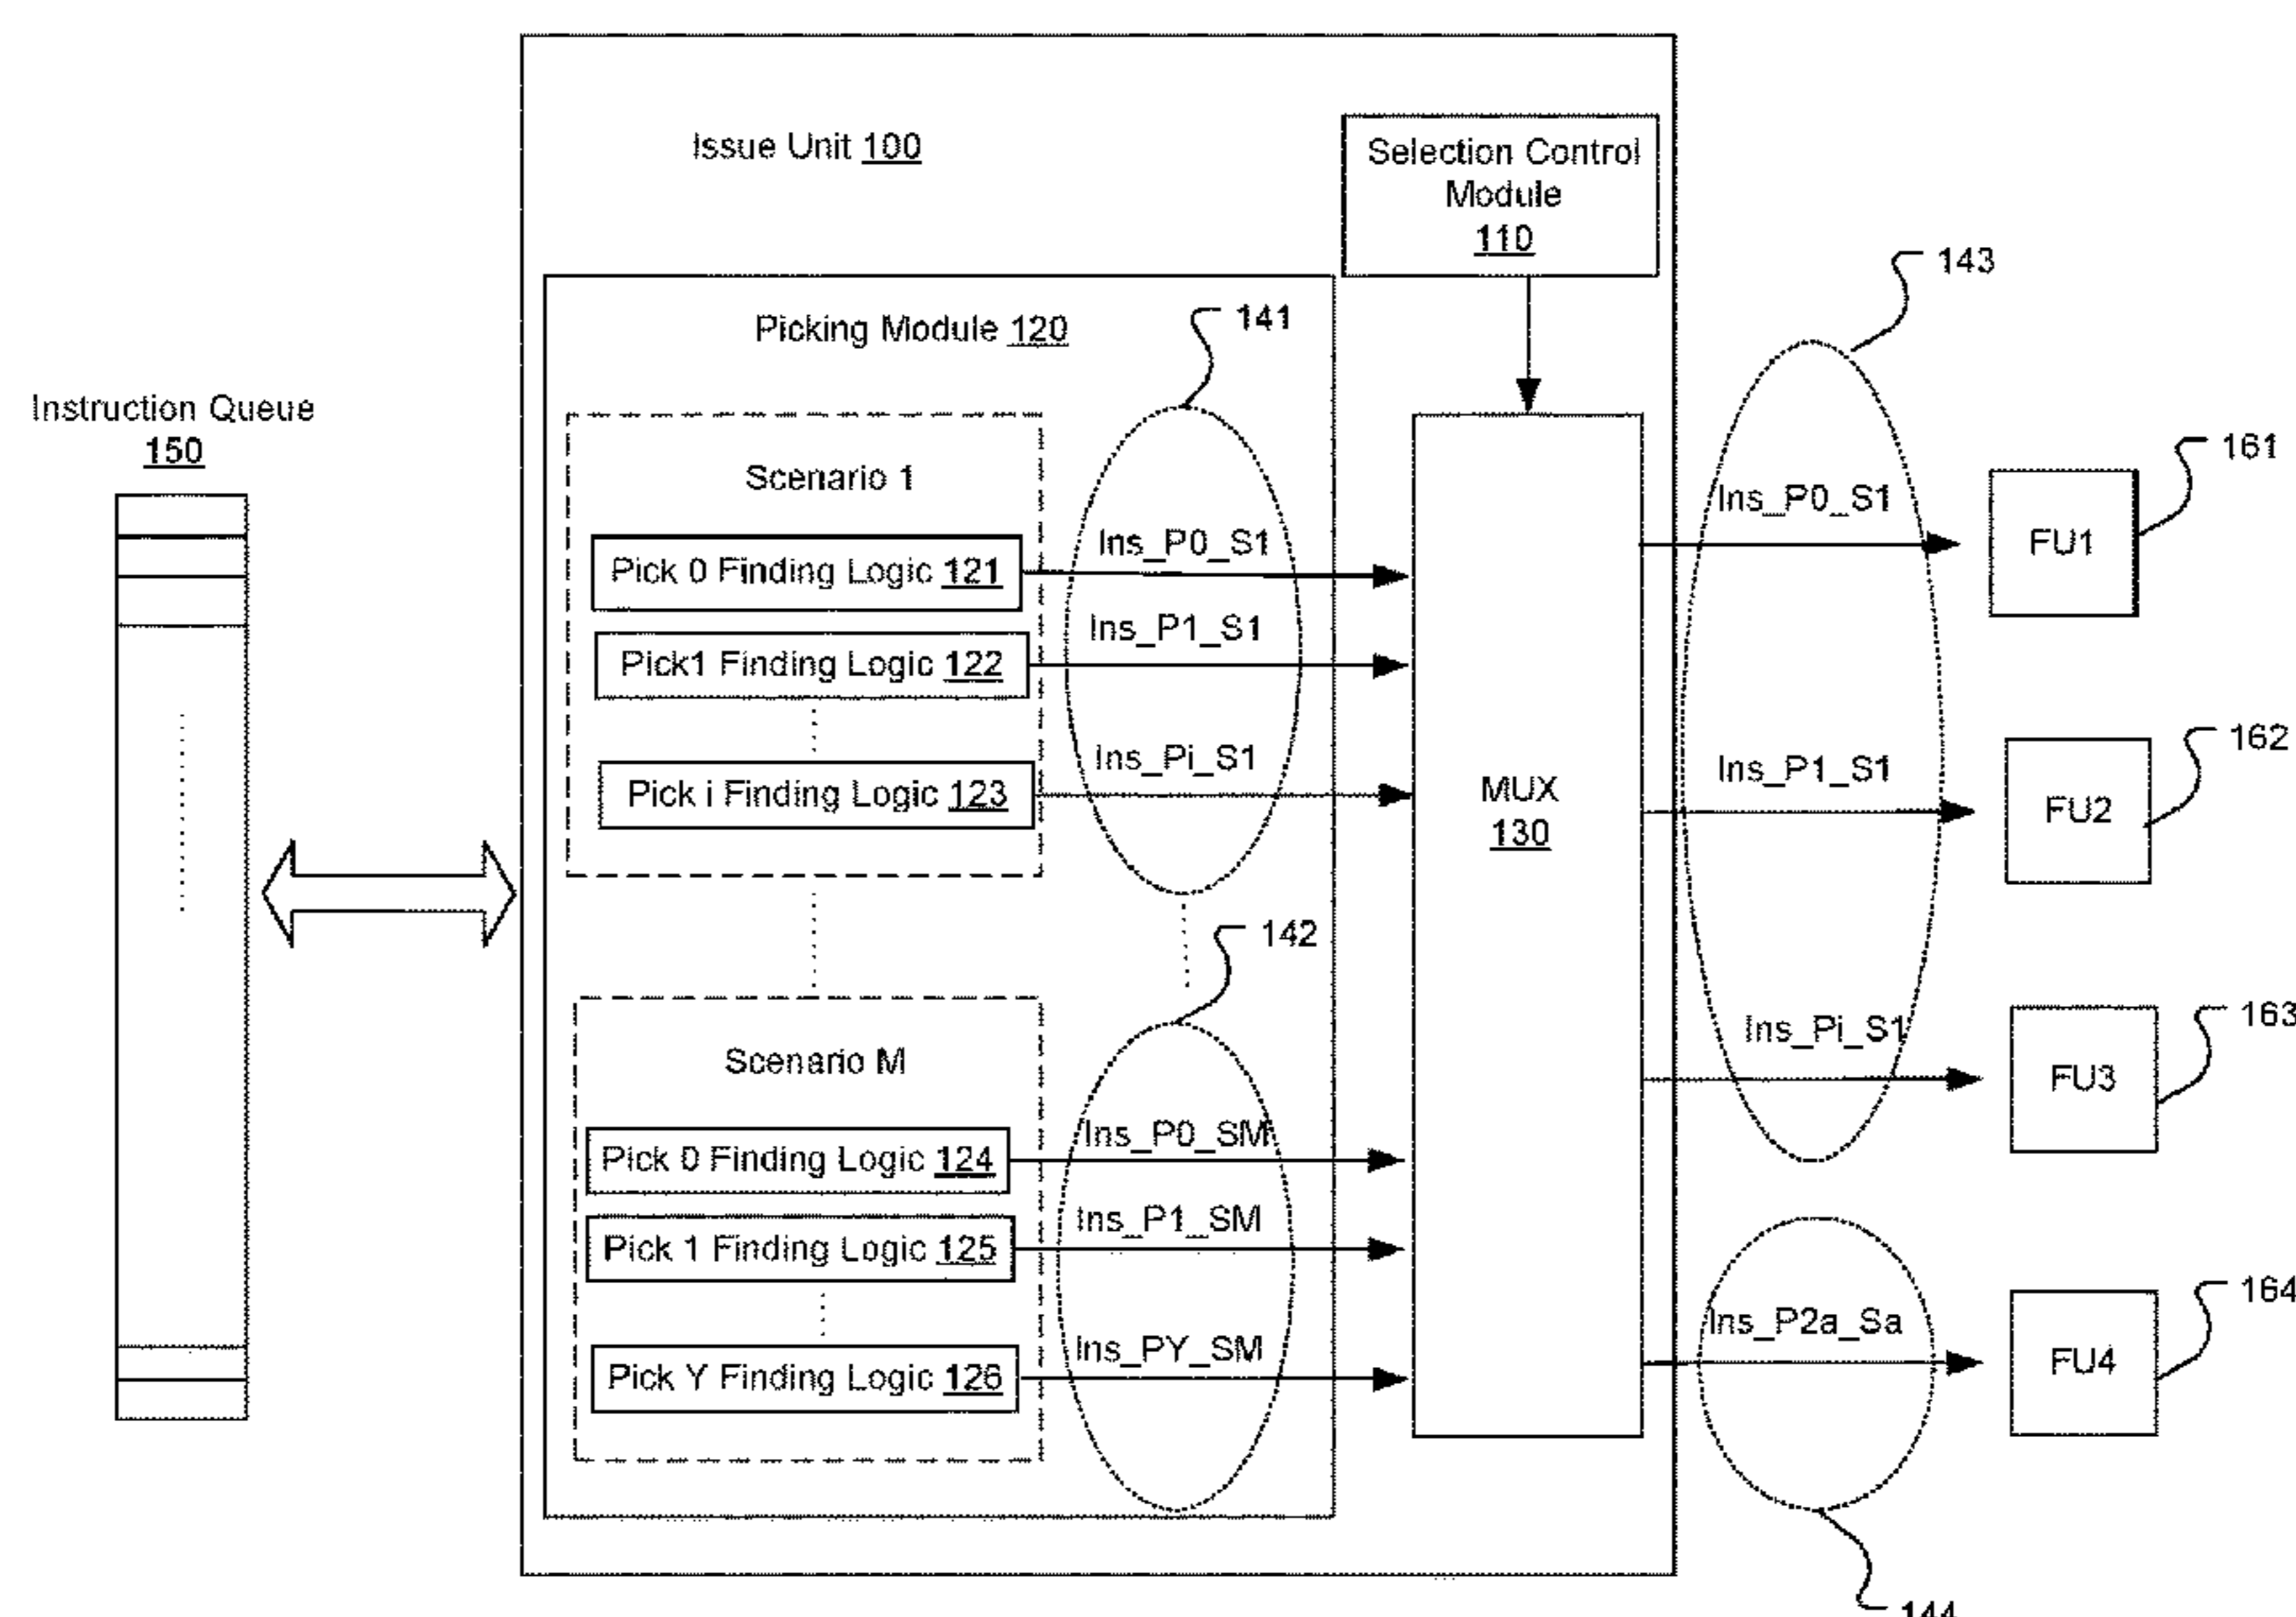 Issue Unit 100
Selection Control
Module
110
143
Picking Module 120
141
Instruction Queue
150
Scenario 1
161
Ins_P0_S1
FU1
Ins_P0_S1
Pick 0 Finding Logic 121
Ins_P1_S1
Pick1 Finding Logic 122
162
Ins_Pi_S1
Ins_P1_S1
Pick i Finding Logic 123
MUX
130
FU2
142
163
Ins_Pi_S1
Scenario M
FU3
Ins_P0_SM
Pick 0 Finding Logic 124
Ins_P1_SM
Pick 1 Finding Logic 125
164
Ins_P2a_Sa
Ins_PY_SM
FU4
Pick Y Finding Logic 126
144